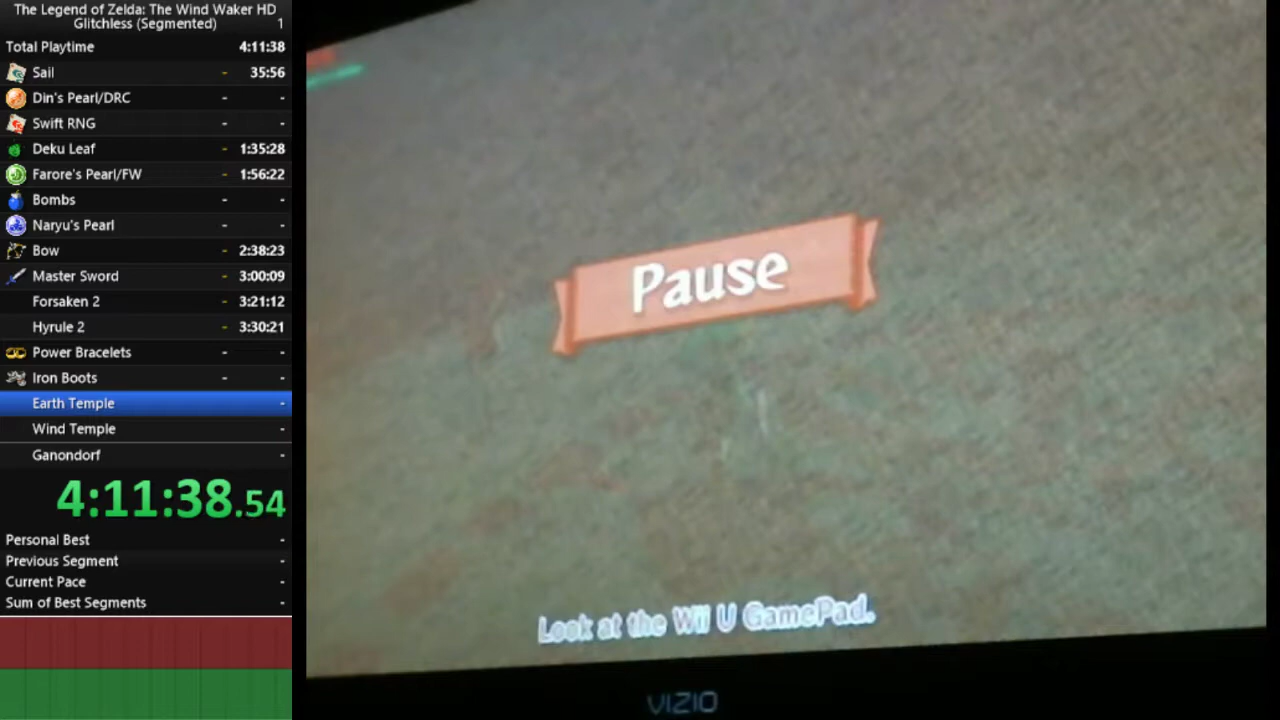 The Legend of Zelda: The Wind Waker HD
Glitchless (Segmented) 1
Total Playtime 4:11:38
Sail - 35:56
Din's Pearl/DRC - -
Swift RNG - -
Deku Leaf - 1:35:28
Farore's Pearl/FW - 1:56:22
Bombs - -
Naryu's Pearl - -
Bow - 2:38:23
Master Sword - 3:00:09
Forsaken 2 - 3:21:12
Hyrule 2 - 3:30:21
Power Bracelets - -
Iron Boots - -
Earth Temple -
Wind Temple -
Ganondorf -
4:11:38.54
Personal Best -
Previous Segment -
Current Pace -
Sum of Best Segments -
Pause
Look at the Wii U GamePad.
VIZIO